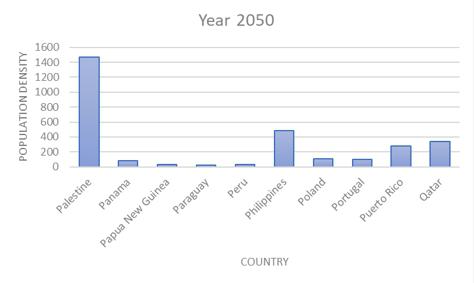 Year 2050
POPULATION DENSITY
1600
1400
1200
1000
800
600
400
200
0
Palestine
Panama
Papua New Guinea
Paraguay
Peru
Philippines
Poland
Portugal
Puerto Rico
Qatar
COUNTRY